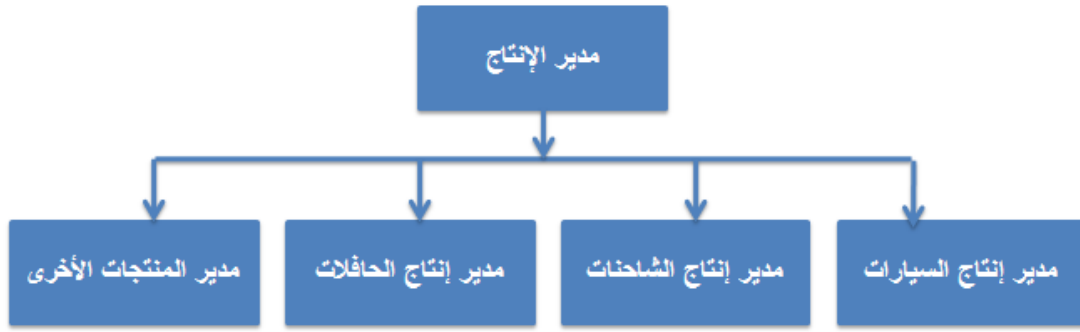 مدير الإنتاج
مدير إنتاج السيارات
مدير إنتاج الشاحنات
مدير إنتاج الحافلات
مدير المنتجات الأخرى